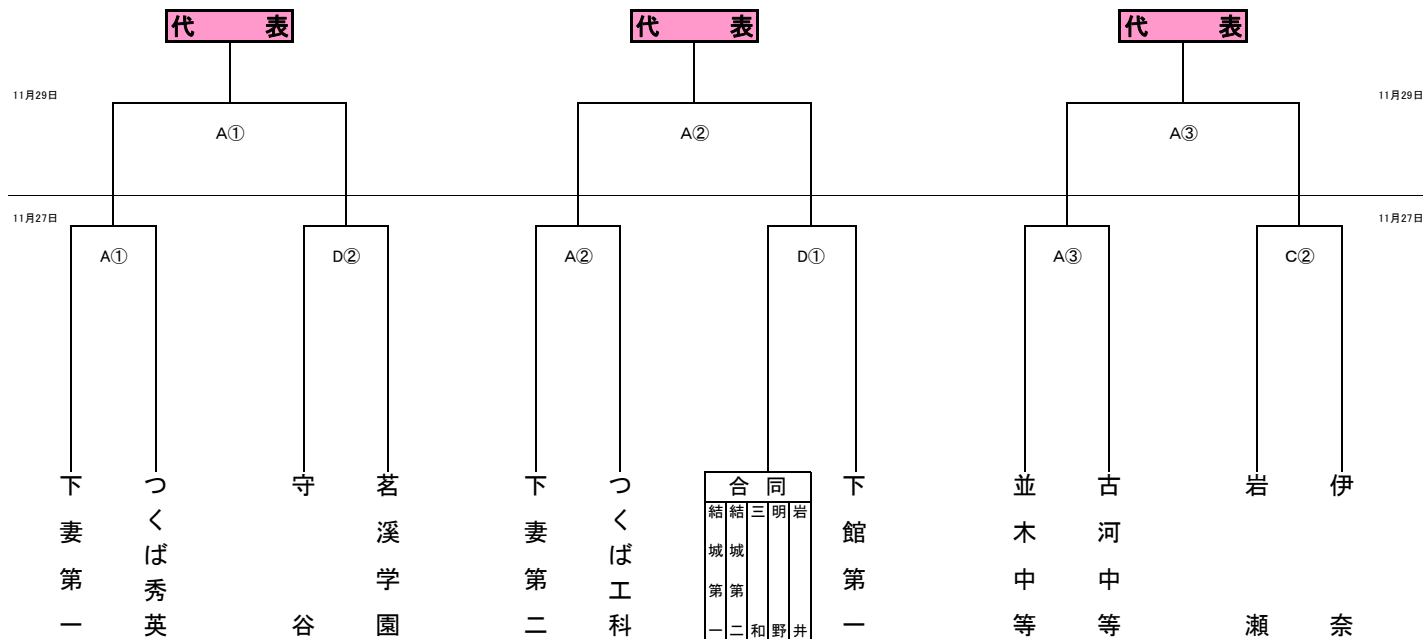 代　表
代　表
代　表
11月29日
11月29日
A①
A②
A③
11月27日
11月27日
A①
D②
A②
D①
A③
C②
下妻第一
つくば秀英
守谷
茗溪学園
下妻第二
つくば工科
合同
結城第一
結城第二
三和
明野
岩井
下館第一
並木中等
古河中等
岩瀬
伊奈